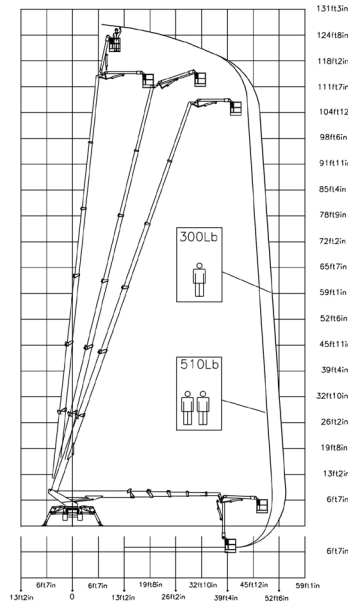 131ft3in
124ft8in
118ft2in
111ft7in
104ft12
98ft6in
91ft11in
85ft4in
78ft9in
72ft2in
300Lb
65ft7in
59ft1in
52ft6in
45ft11in
39ft4in
510Lb
32ft10in
26ft2in
19ft8in
13ft2in
6ft7in
6ft7in
6ft7in 6ft7in 19ft8in 32ft10in 45ft12in 59ft1in
13ft2in 0 13ft2in 26ft2in 39ft4in 52ft6in